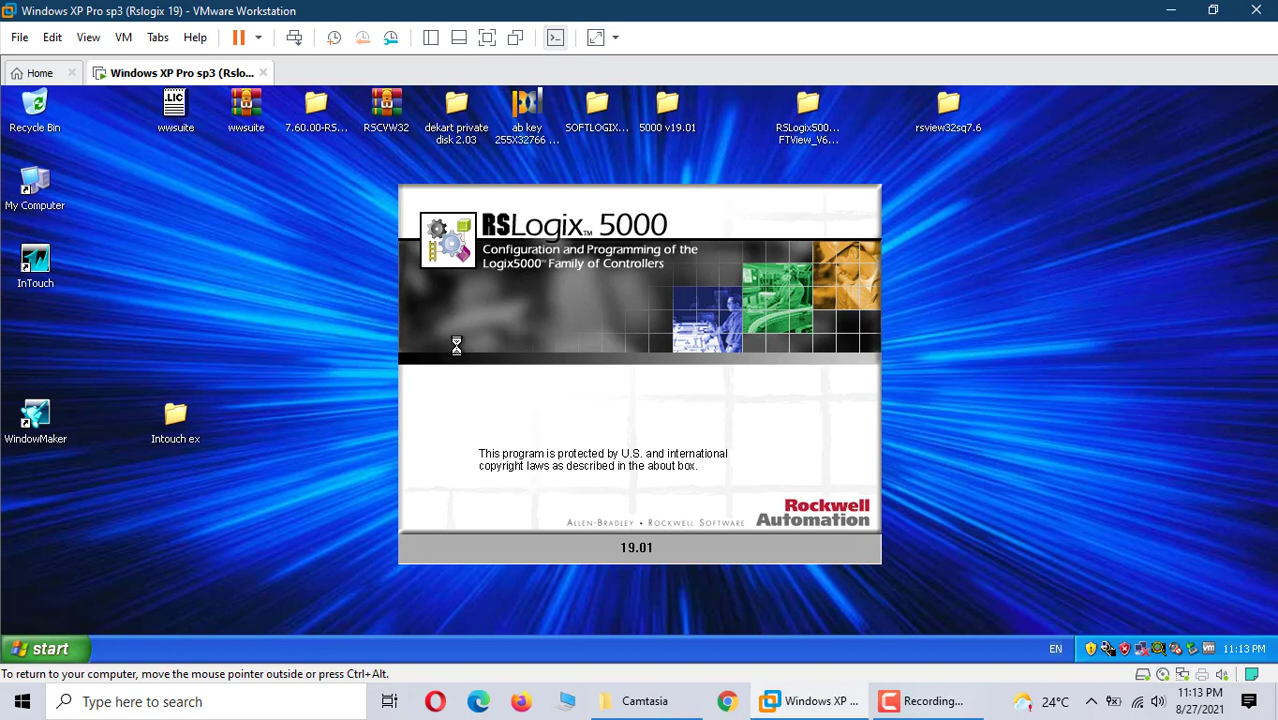 Windows XP Pro sp3 (Rslogix 19) - VMware Workstation
File Edit View VM Tabs Help
Home Windows XP Pro sp3 (Rslo...
Recycle Bin
wwsuite
wwsuite
7.60.00-RS...
RSCVW32
dekart private
disk 2.03
ab key
255X32766 ...
SOFTLOGIX...
5000 v19.01
RSLogix500...
FTView_V6...
rsview32sq7.6
My Computer
InTouch
WindowMaker
Intouch ex
RSLogix™ 5000
Configuration and Programming of the
Logix5000™ Family of Controllers
This program is protected by U.S. and international
copyright laws as described in the about box.
ALLEN-BRADLEY • ROCKWELL SOFTWARE
Rockwell
Automation
19.01
start
EN
11:13 PM
To return to your computer, move the mouse pointer outside or press Ctrl+Alt.
Type here to search
Camtasia
Windows XP ...
Recording...
24°C
11:13 PM
8/27/2021